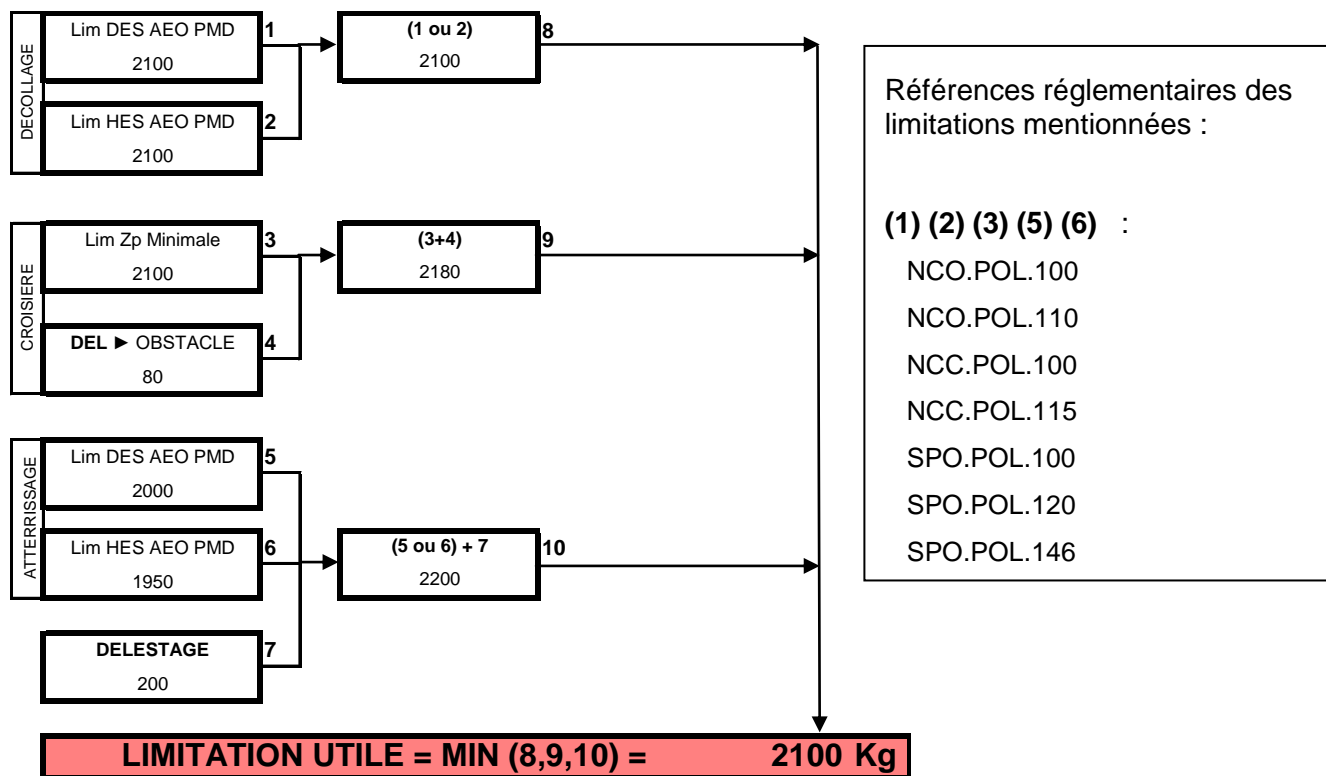 DECOLLAGE
Lim DES AEO PMD 1
2100
Lim HES AEO PMD 2
2100
(1 ou 2) 8
2100
CROISIERE
Lim Zp Minimale 3
2100
DEL ► OBSTACLE 4
80
(3+4) 9
2180
ATTERRISSAGE
Lim DES AEO PMD 5
2000
Lim HES AEO PMD 6
1950
DELESTAGE 7
200
(5 ou 6) + 7 10
2200
LIMITATION UTILE = MIN (8,9,10) = 2100 Kg
Références réglementaires des
limitations mentionnées :
(1) (2) (3) (5) (6) :
NCO.POL.100
NCO.POL.110
NCC.POL.100
NCC.POL.115
SPO.POL.100
SPO.POL.120
SPO.POL.146